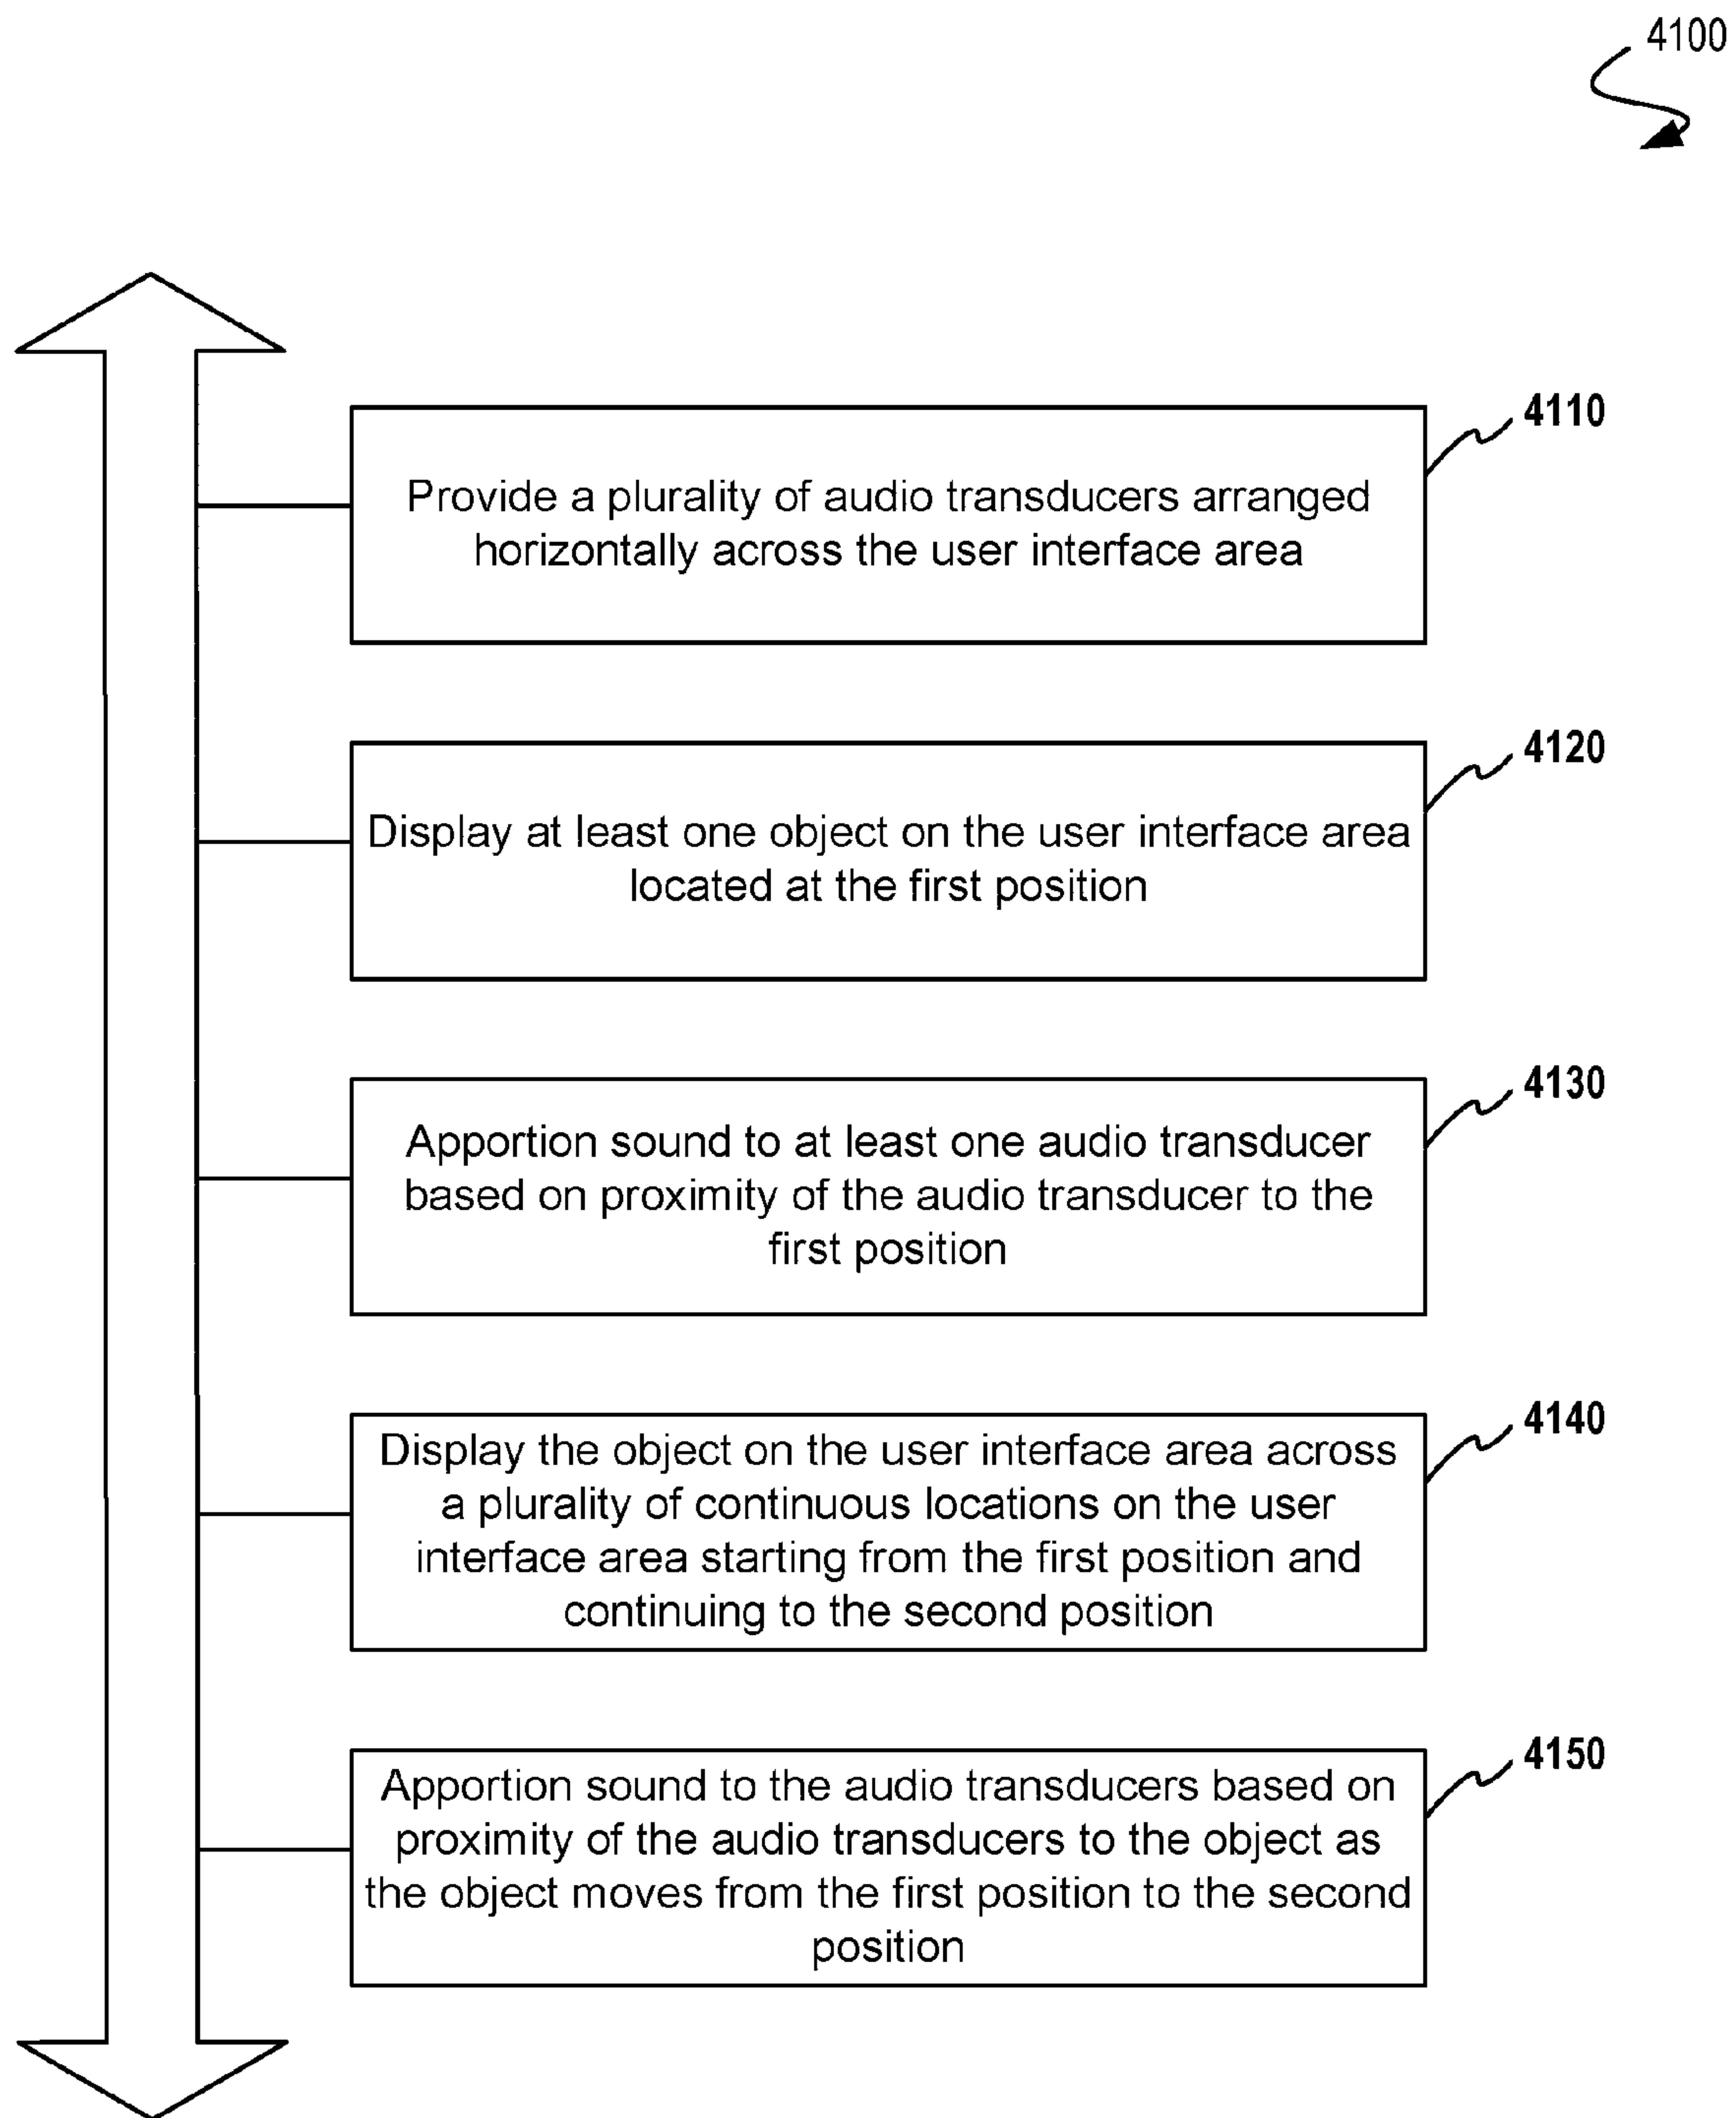 4100
4110
Provide a plurality of audio transducers arranged
horizontally across the user interface area
4120
Display at least one object on the user interface area
located at the first position
4130
Apportion sound to at least one audio transducer
based on proximity of the audio transducer to the
first position
4140
Display the object on the user interface area across
a plurality of continuous locations on the user
interface area starting from the first position and
continuing to the second position
4150
Apportion sound to the audio transducers based on
proximity of the audio transducers to the object as
the object moves from the first position to the second
position